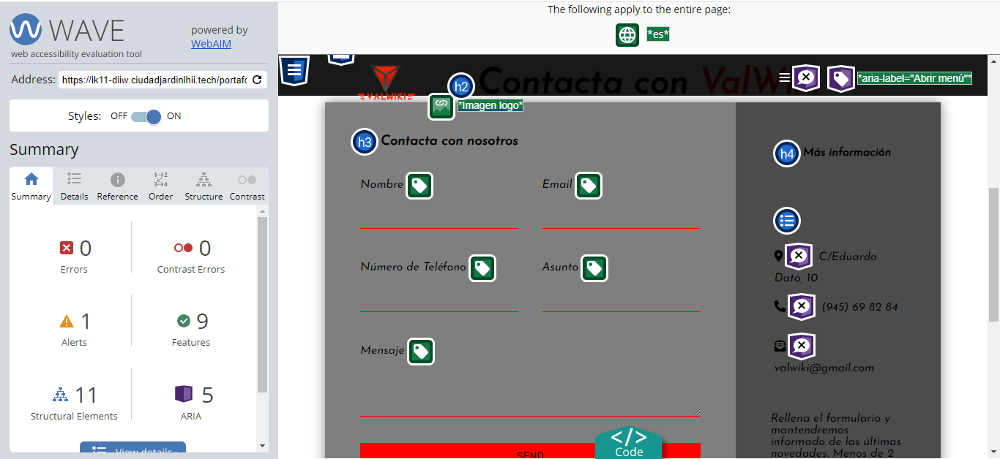 WAVE
web accessibility evaluation tool
powered by
WebAIM
Address: https://ik11-diiw.ciudadjardinlhii.tech/portafo
Styles: OFF ON
Summary
Summary Details Reference Order Structure Contrast
0
Errors
0
Contrast Errors
1
Alerts
9
Features
11
Structural Elements
5
ARIA
View details
The following apply to the entire page:
*es*
VALWIKI
Contacta con ValWiki
*aria-label="Abrir menú"*
h2
*Imagen logo*
h3 Contacta con nosotros
Nombre
Email
Número de Teléfono
Asunto
Mensaje
SEND
</>
Code
h4 Más información
C/Eduardo
Dato, 10
(945) 69 82 84
valwiki@gmail.com
Rellena el formulario y
mantendremos
informado de las últimas
novedades. Menos de 2